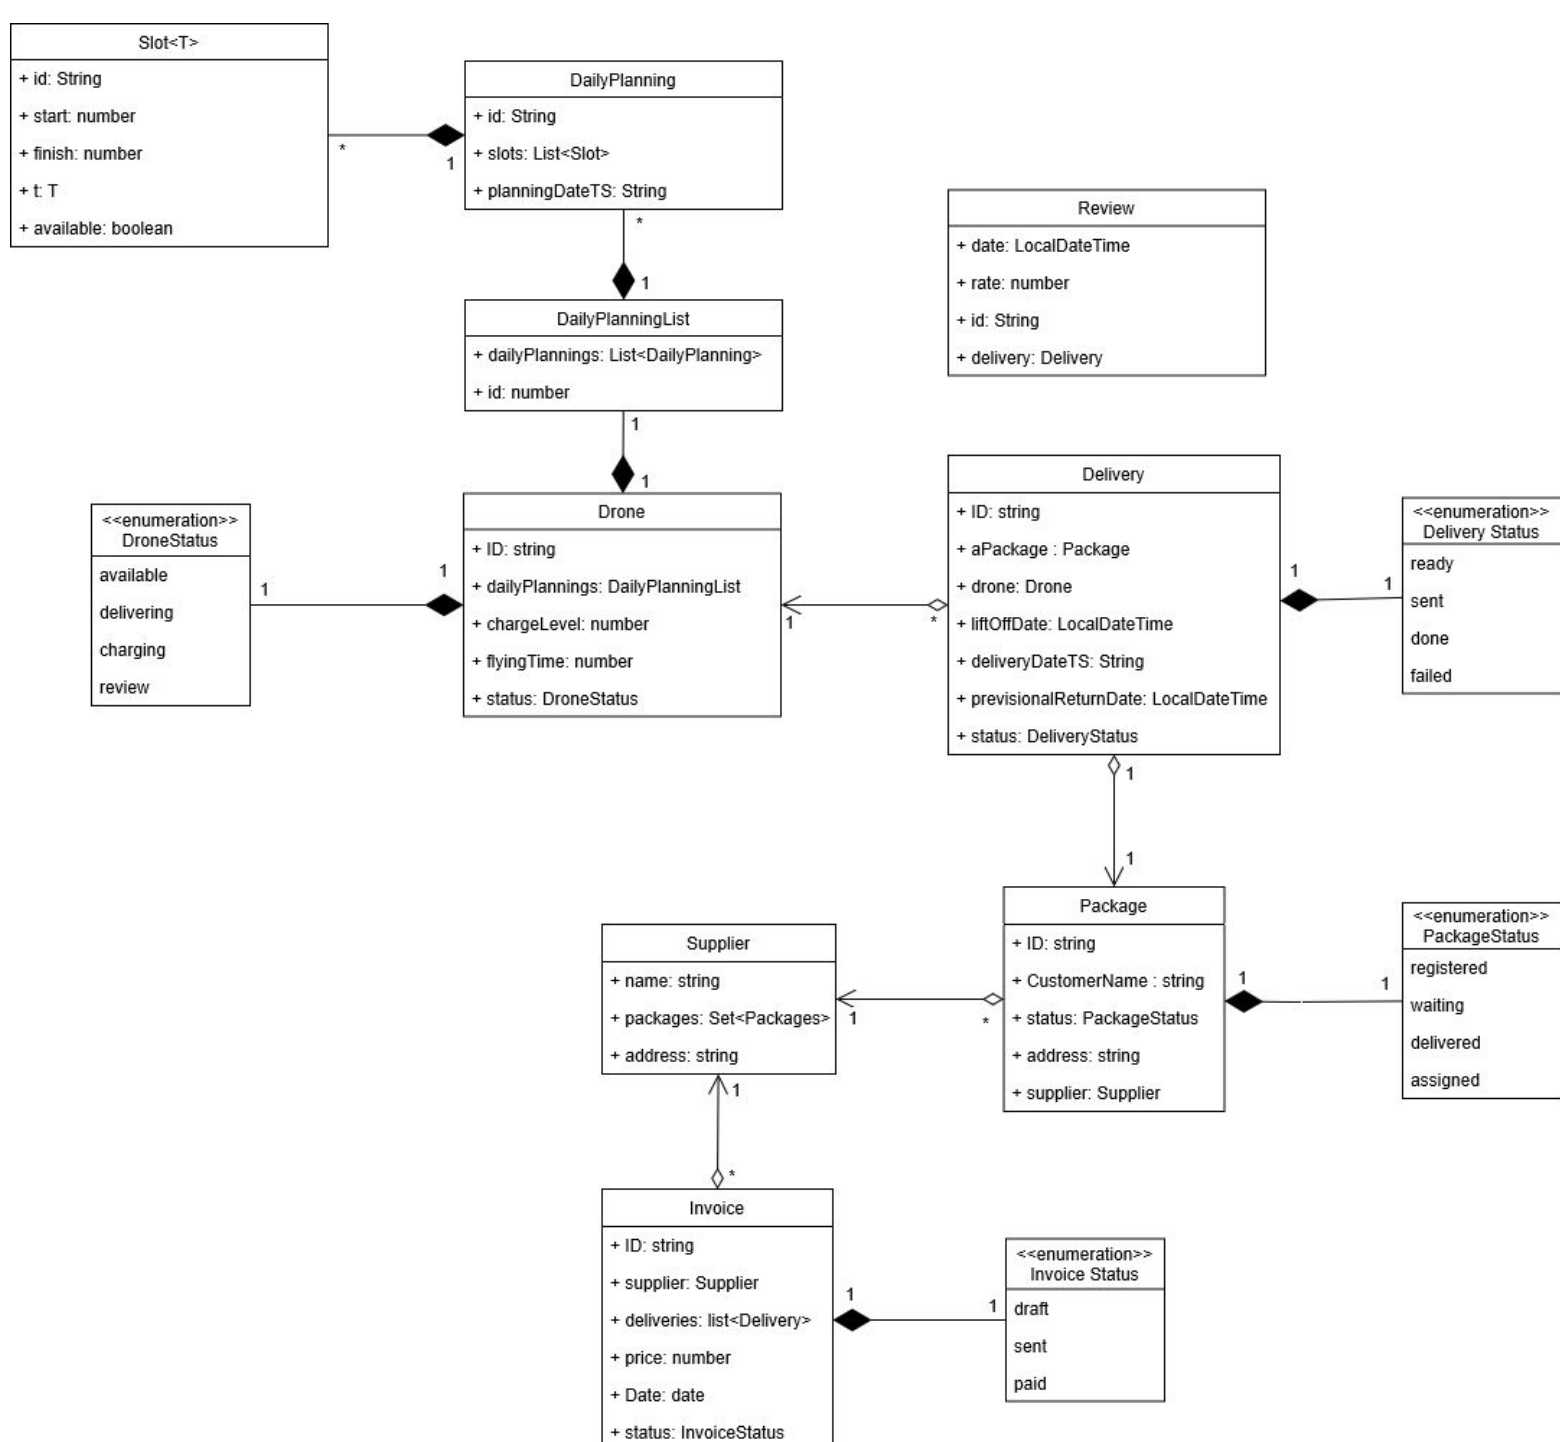 Slot<T>
+ id: String
+ start: number
+ finish: number
+ t: T
+ available: boolean
*
1
DailyPlanning
+ id: String
+ slots: List<Slot>
+ planningDateTS: String
*
1
DailyPlanningList
+ dailyPlannings: List<DailyPlanning>
+ id: number
1
1
Review
+ date: LocalDateTime
+ rate: number
+ id: String
+ delivery: Delivery
<<enumeration>>
DroneStatus
available
delivering
charging
review
1
1
Drone
+ ID: string
+ dailyPlannings: DailyPlanningList
+ chargeLevel: number
+ flyingTime: number
+ status: DroneStatus
1
*
Delivery
+ ID: string
+ aPackage : Package
+ drone: Drone
+ liftOffDate: LocalDateTime
+ deliveryDateTS: String
+ previsionalReturnDate: LocalDateTime
+ status: DeliveryStatus
1
1
<<enumeration>>
Delivery Status
ready
sent
done
failed
1
1
Supplier
+ name: string
+ packages: Set<Packages>
+ address: string
1
*
Package
+ ID: string
+ CustomerName : string
+ status: PackageStatus
+ address: string
+ supplier: Supplier
1
1
<<enumeration>>
PackageStatus
registered
waiting
delivered
assigned
1
*
Invoice
+ ID: string
+ supplier: Supplier
+ deliveries: list<Delivery>
+ price: number
+ Date: date
+ status: InvoiceStatus
1
1
<<enumeration>>
Invoice Status
draft
sent
paid